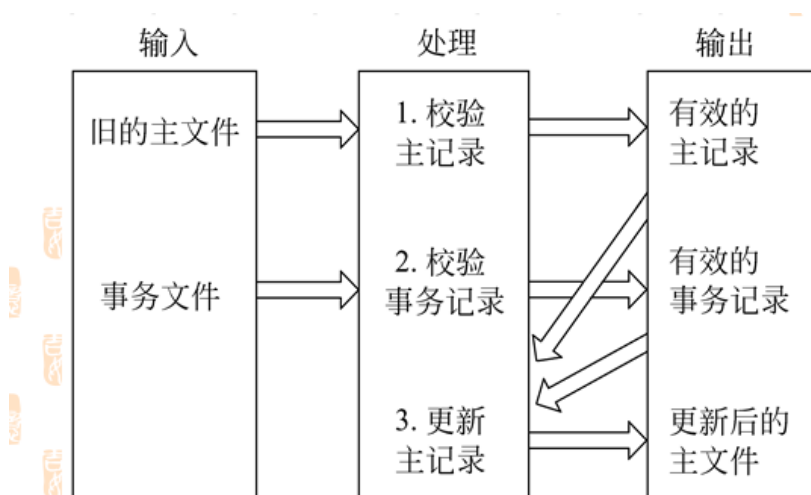 输入
处理
输出
旧的主文件
1. 校验
主记录
有效的
主记录
事务文件
2. 校验
事务记录
有效的
事务记录
3. 更新
主记录
更新后的
主文件